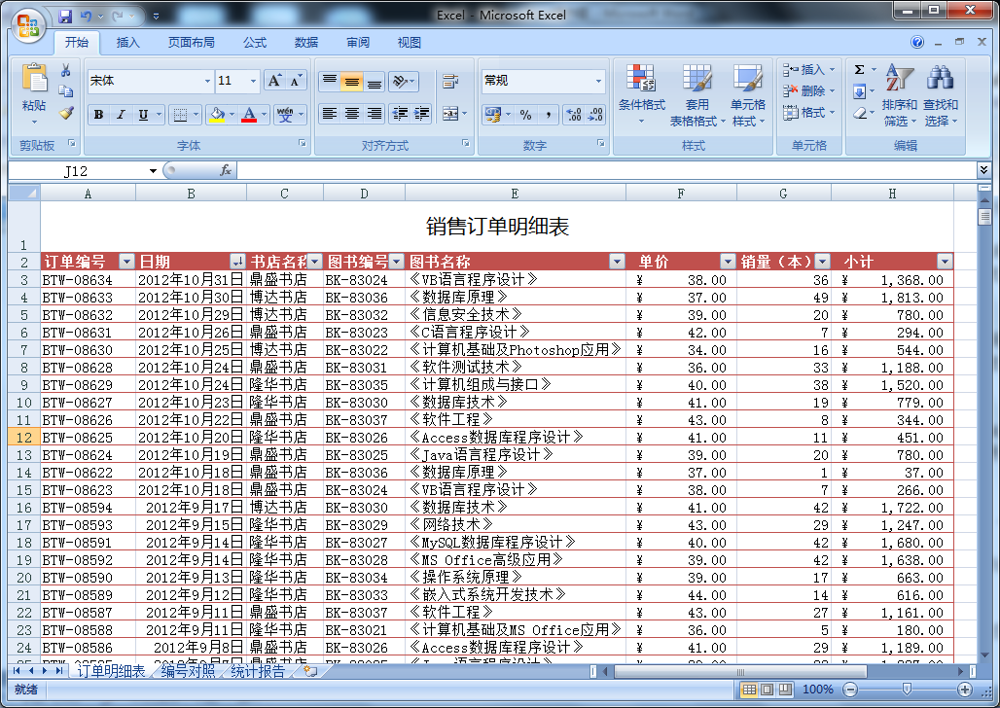 Excel - Microsoft Excel
开始 插入 页面布局 公式 数据 审阅 视图
宋体 11 常规 插入 删除 格式
粘贴 条件格式 套用 表格格式 单元格 样式 排序和 筛选 查找和 选择
B I U wén 文 % ,
剪贴板 字体 对齐方式 数字 样式 单元格 编辑
J12 fx
A B C D E F G H
1 销售订单明细表
2 订单编号 日期 书店名称 图书编号 图书名称 单价 销量（本） 小计
3 BTW-08634 2012年10月31日 鼎盛书店 BK-83024 《VB语言程序设计》 ¥ 38.00 36 ¥ 1,368.00
4 BTW-08633 2012年10月30日 博达书店 BK-83036 《数据库原理》 ¥ 37.00 49 ¥ 1,813.00
5 BTW-08632 2012年10月29日 博达书店 BK-83032 《信息安全技术》 ¥ 39.00 20 ¥ 780.00
6 BTW-08631 2012年10月26日 鼎盛书店 BK-83023 《C语言程序设计》 ¥ 42.00 7 ¥ 294.00
7 BTW-08630 2012年10月25日 博达书店 BK-83022 《计算机基础及Photoshop应用》 ¥ 34.00 16 ¥ 544.00
8 BTW-08628 2012年10月24日 鼎盛书店 BK-83031 《软件测试技术》 ¥ 36.00 33 ¥ 1,188.00
9 BTW-08629 2012年10月24日 隆华书店 BK-83035 《计算机组成与接口》 ¥ 40.00 38 ¥ 1,520.00
10 BTW-08627 2012年10月23日 隆华书店 BK-83030 《数据库技术》 ¥ 41.00 19 ¥ 779.00
11 BTW-08626 2012年10月22日 鼎盛书店 BK-83037 《软件工程》 ¥ 43.00 8 ¥ 344.00
12 BTW-08625 2012年10月20日 隆华书店 BK-83026 《Access数据库程序设计》 ¥ 41.00 11 ¥ 451.00
13 BTW-08624 2012年10月19日 鼎盛书店 BK-83025 《Java语言程序设计》 ¥ 39.00 20 ¥ 780.00
14 BTW-08622 2012年10月18日 鼎盛书店 BK-83036 《数据库原理》 ¥ 37.00 1 ¥ 37.00
15 BTW-08623 2012年10月18日 鼎盛书店 BK-83024 《VB语言程序设计》 ¥ 38.00 7 ¥ 266.00
16 BTW-08594 2012年9月17日 博达书店 BK-83030 《数据库技术》 ¥ 41.00 42 ¥ 1,722.00
17 BTW-08593 2012年9月15日 隆华书店 BK-83029 《网络技术》 ¥ 43.00 29 ¥ 1,247.00
18 BTW-08591 2012年9月14日 隆华书店 BK-83027 《MySQL数据库程序设计》 ¥ 40.00 42 ¥ 1,680.00
19 BTW-08592 2012年9月14日 隆华书店 BK-83028 《MS Office高级应用》 ¥ 39.00 42 ¥ 1,638.00
20 BTW-08590 2012年9月13日 隆华书店 BK-83034 《操作系统原理》 ¥ 39.00 17 ¥ 663.00
21 BTW-08589 2012年9月12日 隆华书店 BK-83033 《嵌入式系统开发技术》 ¥ 44.00 14 ¥ 616.00
22 BTW-08587 2012年9月11日 鼎盛书店 BK-83037 《软件工程》 ¥ 43.00 27 ¥ 1,161.00
23 BTW-08588 2012年9月11日 隆华书店 BK-83021 《计算机基础及MS Office应用》 ¥ 36.00 5 ¥ 180.00
24 BTW-08586 2012年9月8日 鼎盛书店 BK-83026 《Access数据库程序设计》 ¥ 41.00 29 ¥ 1,189.00
订单明细表 编号对照 统计报告
就绪 100%